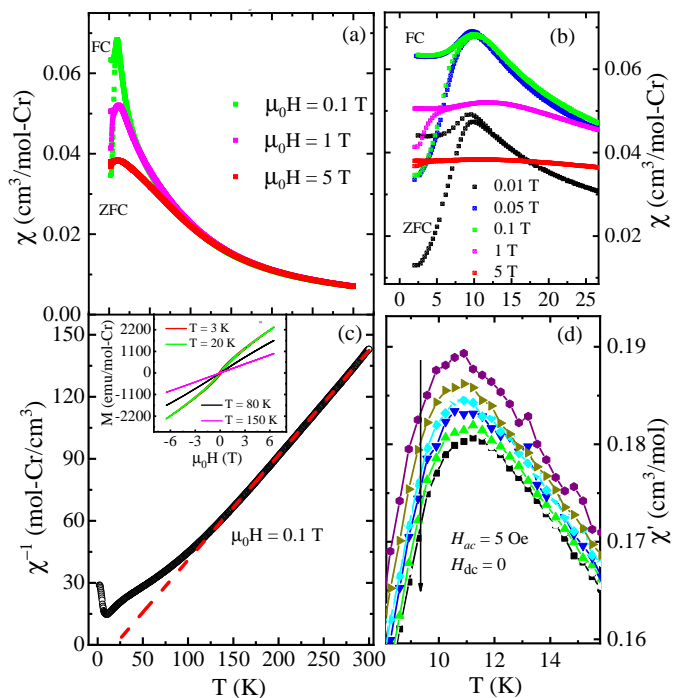 (a)
FC
μ₀H = 0.1 T
μ₀H = 1 T
μ₀H = 5 T
ZFC
χ (cm³/mol-Cr)
0.06
0.04
0.02
0.00
(b)
FC
0.01 T
0.05 T
0.1 T
1 T
5 T
ZFC
χ (cm³/mol-Cr)
0.06
0.04
0.02
0 5 10 15 20 25
(c)
T = 3 K
T = 20 K
T = 80 K
T = 150 K
M (emu/mol-Cr)
2200
1100
0
-1100
-2200
-6 -3 0 3 6
μ₀H (T)
μ₀H = 0.1 T
χ⁻¹ (mol-Cr/cm³)
150
120
90
60
30
0
0 50 100 150 200 250 300
T (K)
(d)
H_ac = 5 Oe
H_dc = 0
χ' (cm³/mol)
0.19
0.18
0.17
0.16
8 10 12 14
T (K)